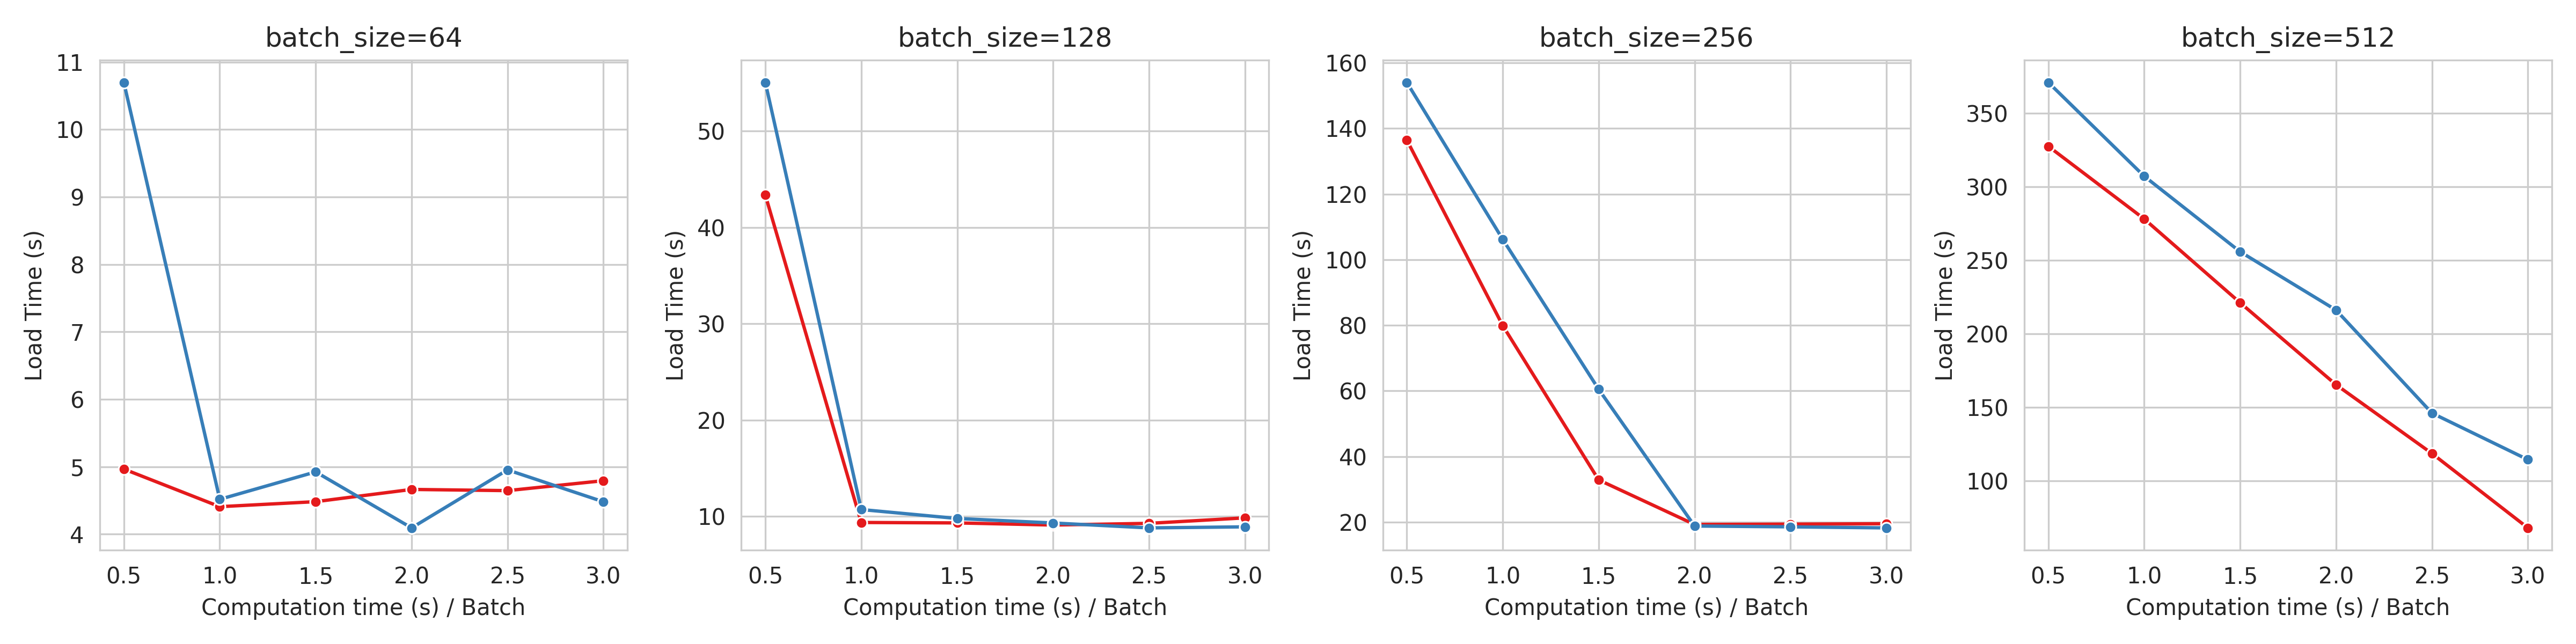 batch_size=64
11
10
9
8
7
6
5
4
Load Time (s)
0.5 1.0 1.5 2.0 2.5 3.0
Computation time (s) / Batch
batch_size=128
50
40
30
20
10
Load Time (s)
0.5 1.0 1.5 2.0 2.5 3.0
Computation time (s) / Batch
batch_size=256
160
140
120
100
80
60
40
20
Load Time (s)
0.5 1.0 1.5 2.0 2.5 3.0
Computation time (s) / Batch
batch_size=512
350
300
250
200
150
100
Load Time (s)
0.5 1.0 1.5 2.0 2.5 3.0
Computation time (s) / Batch